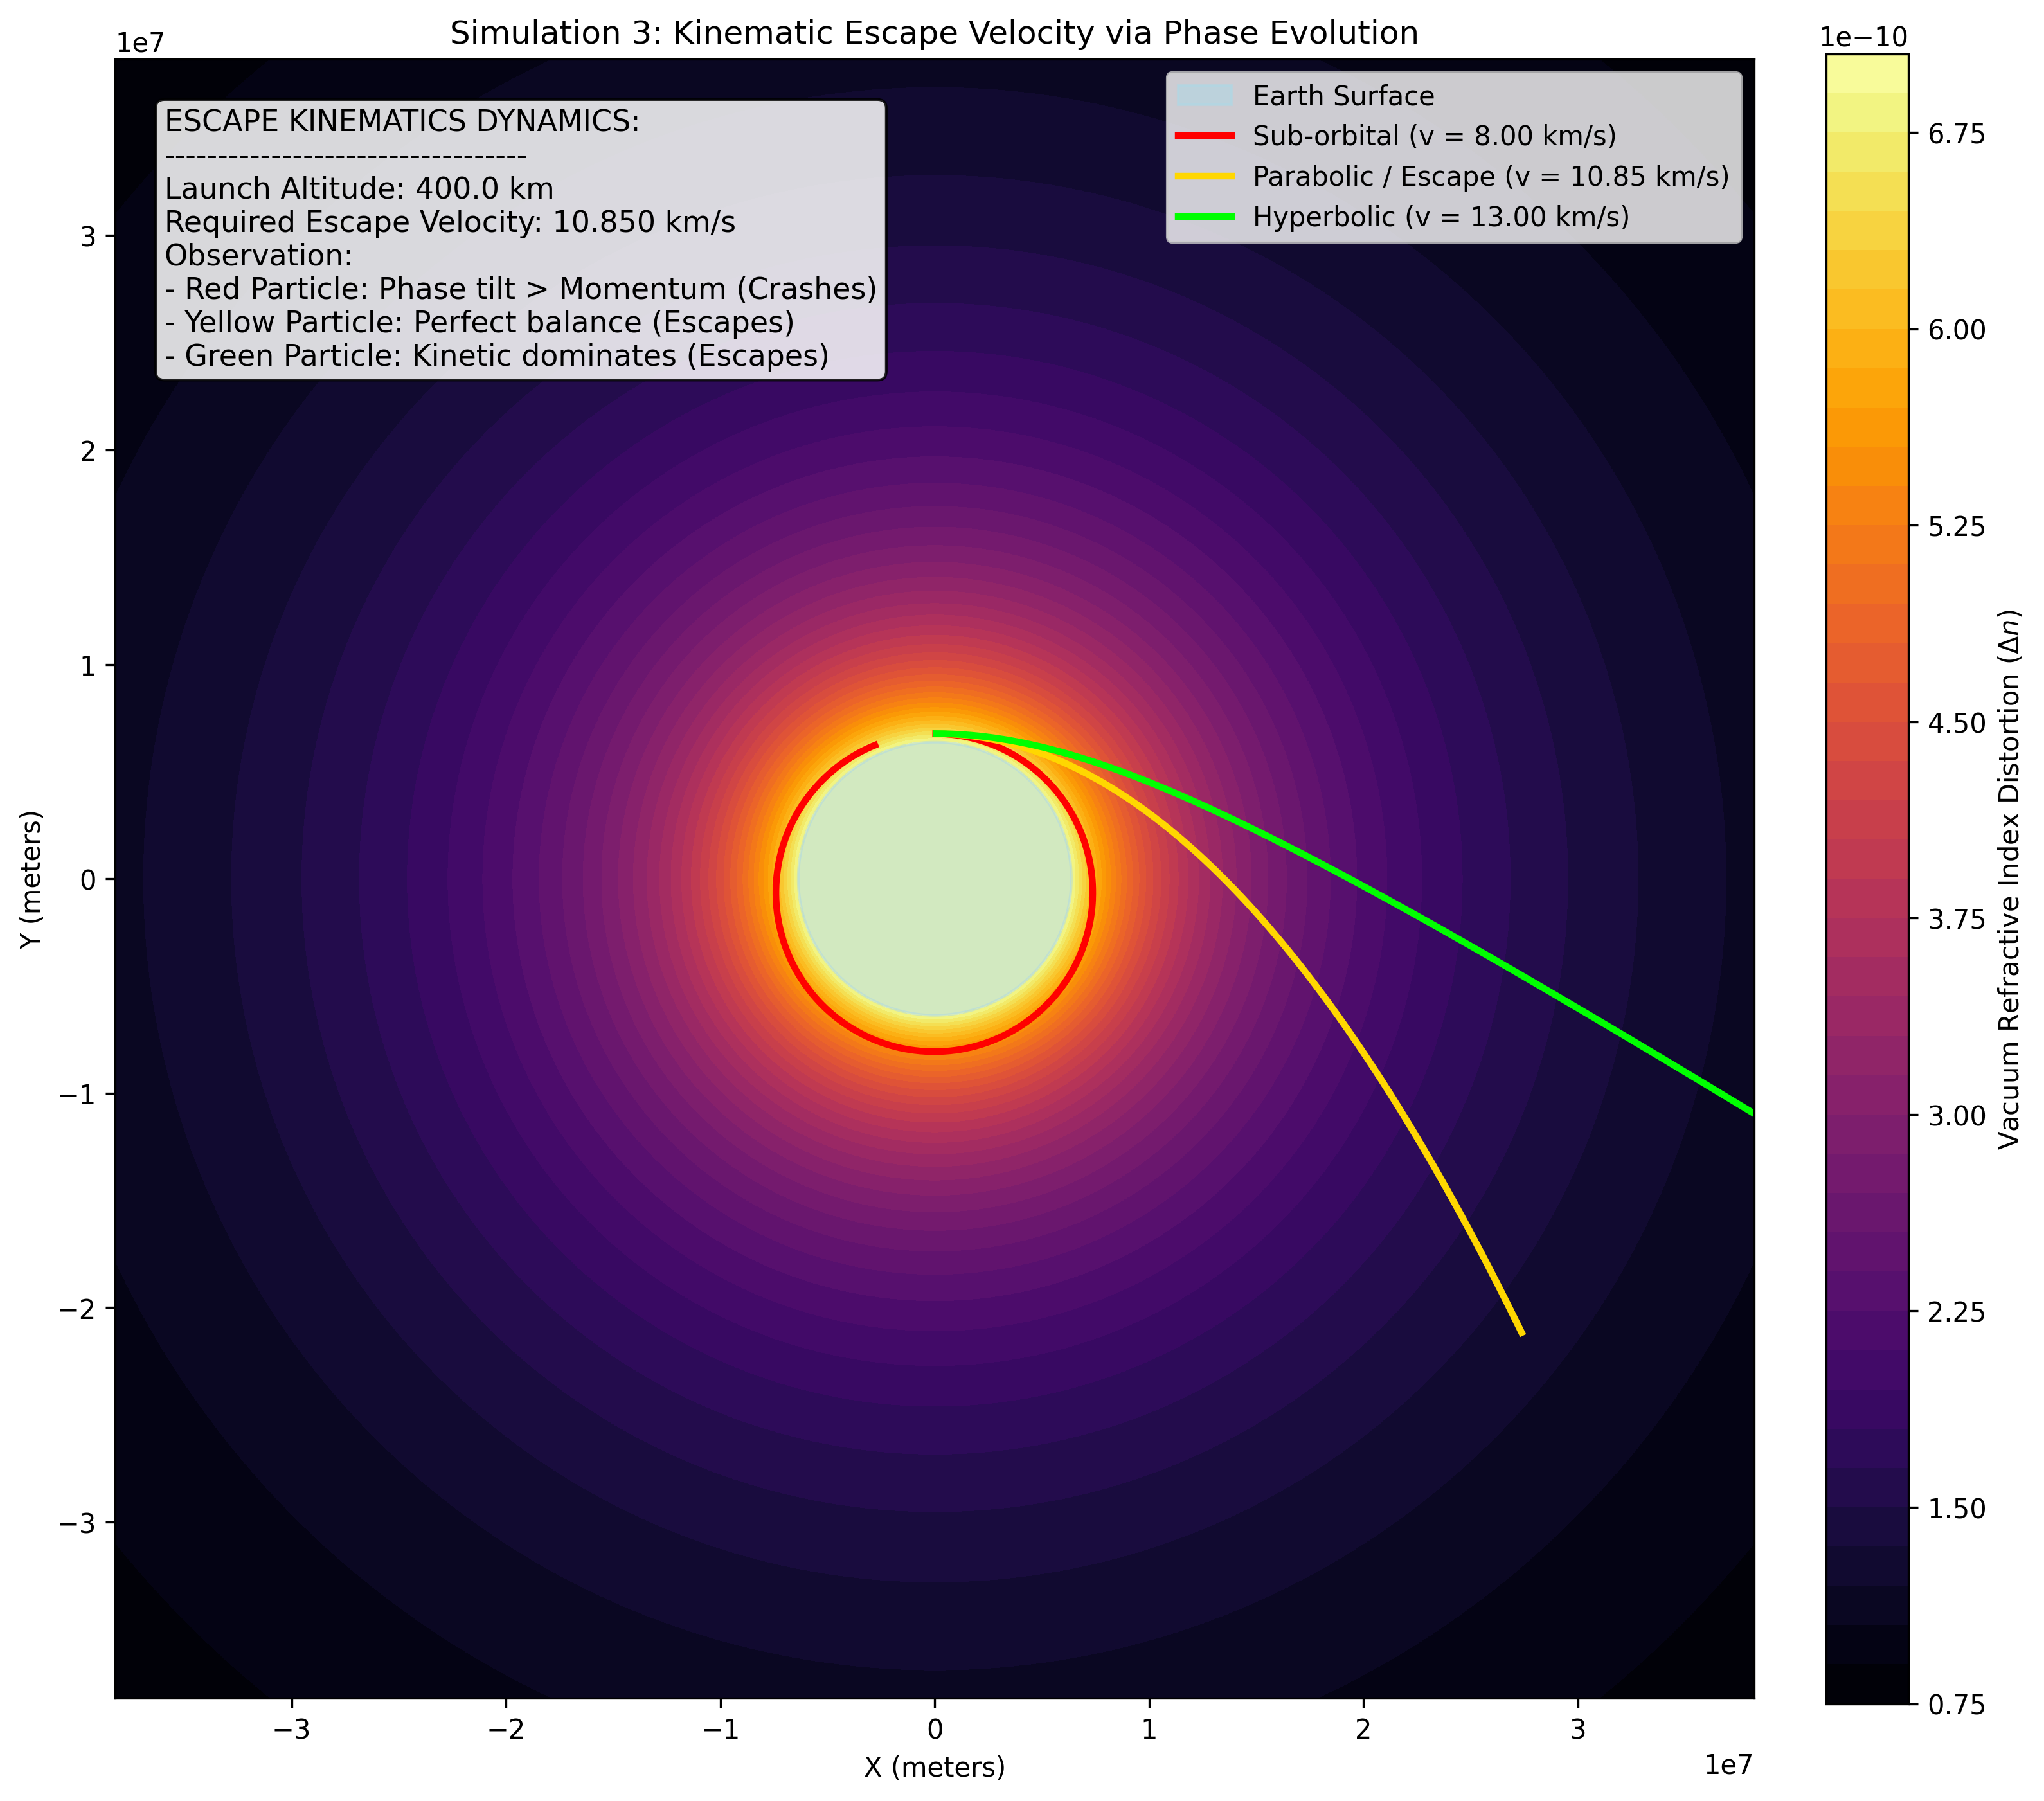 Simulation 3: Kinematic Escape Velocity via Phase Evolution
1e7
1e−10
ESCAPE KINEMATICS DYNAMICS:
----------------------------------
Launch Altitude: 400.0 km
Required Escape Velocity: 10.850 km/s
Observation:
- Red Particle: Phase tilt > Momentum (Crashes)
- Yellow Particle: Perfect balance (Escapes)
- Green Particle: Kinetic dominates (Escapes)
Earth Surface
Sub-orbital (v = 8.00 km/s)
Parabolic / Escape (v = 10.85 km/s)
Hyperbolic (v = 13.00 km/s)
Y (meters)
3
2
1
0
−1
−2
−3
−3
−2
−1
0
1
2
3
X (meters)
1e7
6.75
6.00
5.25
4.50
3.75
3.00
2.25
1.50
0.75
Vacuum Refractive Index Distortion (Δn)